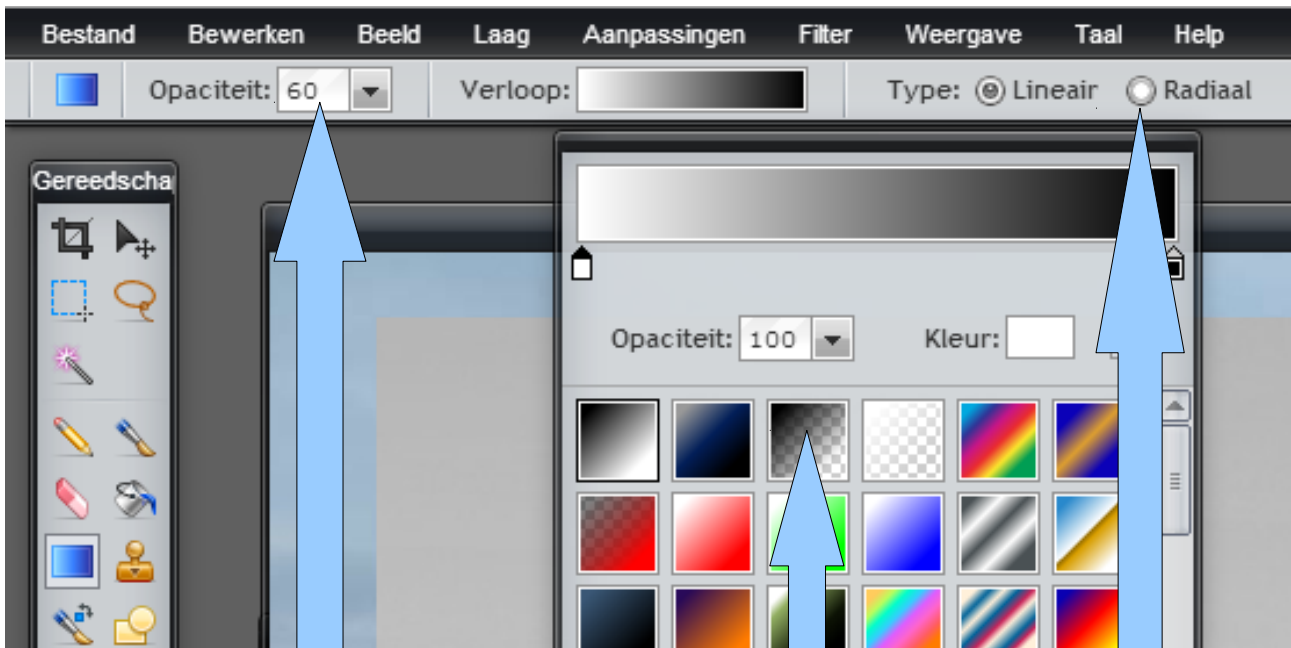 Bestand Bewerken Beeld Laag Aanpassingen Filter Weergave Taal Help
Opaciteit: 60 Verloop: Type: Lineair Radiaal
Gereedscha
Opaciteit: 100 Kleur: